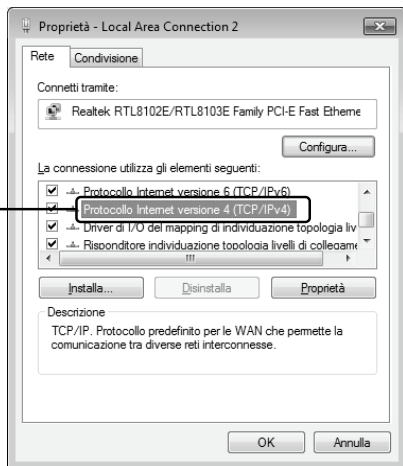 Proprietà - Local Area Connection 2
Rete Condivisione
Connetti tramite:
Realtek RTL8102E/RTL8103E Family PCI-E Fast Etherne
Configura...
La connessione utilizza gli elementi seguenti:
Protocollo Internet versione 6 (TCP/IPv6)
Protocollo Internet versione 4 (TCP/IPv4)
Driver di I/O del mapping di individuazione topologia liv
Risponditore individuazione topologia livelli di collegame
Installa... Disinstalla Proprietà
Descrizione
TCP/IP. Protocollo predefinito per le WAN che permette la
comunicazione tra diverse reti interconnesse.
OK Annulla